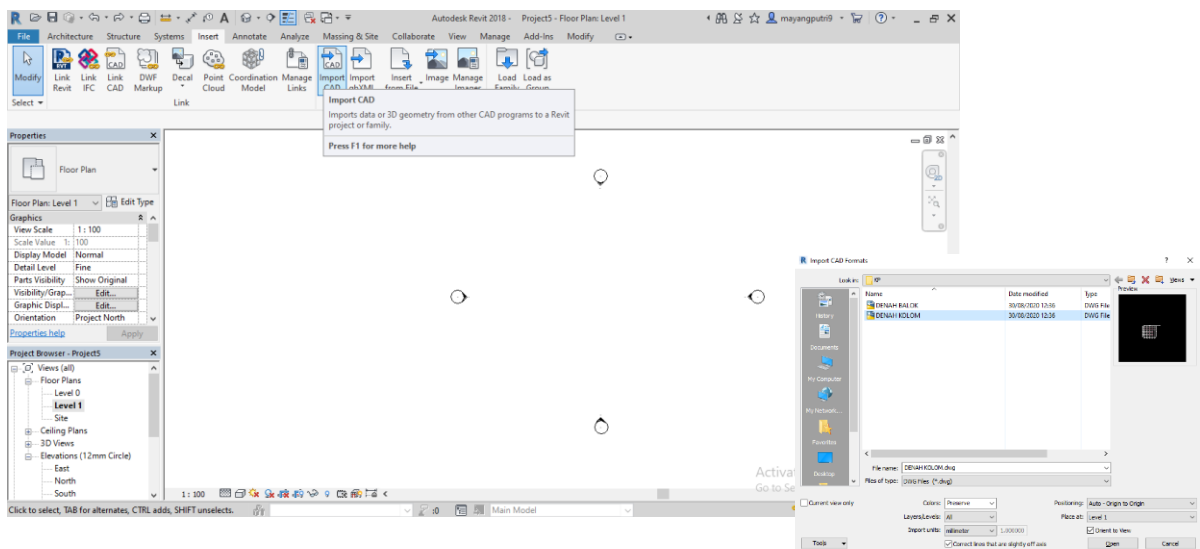 Autodesk Revit 2018 - Project5 - Floor Plan: Level 1
mayangputri9
File Architecture Structure Systems Insert Annotate Analyze Massing & Site Collaborate View Manage Add-Ins Modify
Modify Link Revit Link IFC Link CAD DWF Markup Decal Point Cloud Coordination Model Manage Links Import CAD Import gbXML Insert from File Image Manage Images Load Family Load as Group
Select Link
Import CAD
Imports data or 3D geometry from other CAD programs to a Revit
project or family.
Press F1 for more help
Properties
Floor Plan
Floor Plan: Level 1 Edit Type
Graphics
View Scale 1 : 100
Scale Value 1: 100
Display Model Normal
Detail Level Fine
Parts Visibility Show Original
Visibility/Grap... Edit...
Graphic Displ... Edit...
Orientation Project North
Properties help Apply
Project Browser - Project5
Views (all)
Floor Plans
Level 0
Level 1
Site
Ceiling Plans
3D Views
Elevations (12mm Circle)
East
North
South
1 : 100
Activa
Go to Se
Click to select, TAB for alternates, CTRL adds, SHIFT unselects. :0 Main Model
Import CAD Formats ? X
Look in: Views
Name Date modified Type Preview
DENAH BALOK 30/08/2020 12:36 DWG File
DENAH KOLOM 30/08/2020 12:36 DWG File
History
Documents
My Computer
My Network...
Favorites
Desktop
File name: DENAH KOLOM.dwg
Files of type: DWG Files (*.dwg)
Current view only Colors: Preserve Positioning: Auto - Origin to Origin
Layers/Levels: All Place at: Level 1
Import units: millimeter 1.000000 Orient to View
Tools Correct lines that are slightly off axis Open Cancel